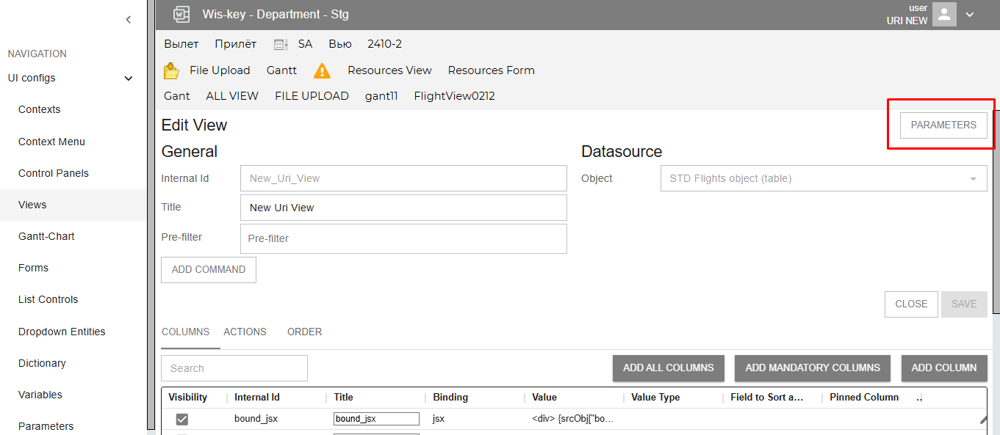 Wis-key - Department - Stg
user
URI NEW
NAVIGATION
UI configs
Contexts
Context Menu
Control Panels
Views
Gantt-Chart
Forms
List Controls
Dropdown Entities
Dictionary
Variables
Parameters
Вылет Прилёт SA Вью 2410-2
File Upload Gantt Resources View Resources Form
Gant ALL VIEW FILE UPLOAD gant11 FlightView0212
Edit View
PARAMETERS
General
Internal Id New_Uri_View
Title New Uri View
Pre-filter Pre-filter
ADD COMMAND
Datasource
Object STD Flights object (table)
CLOSE SAVE
COLUMNS ACTIONS ORDER
Search ADD ALL COLUMNS ADD MANDATORY COLUMNS ADD COLUMN
Visibility Internal Id Title Binding Value Value Type Field to Sort a... Pinned Column ..
bound_jsx bound_jsx jsx <div> {srcObj["bo...